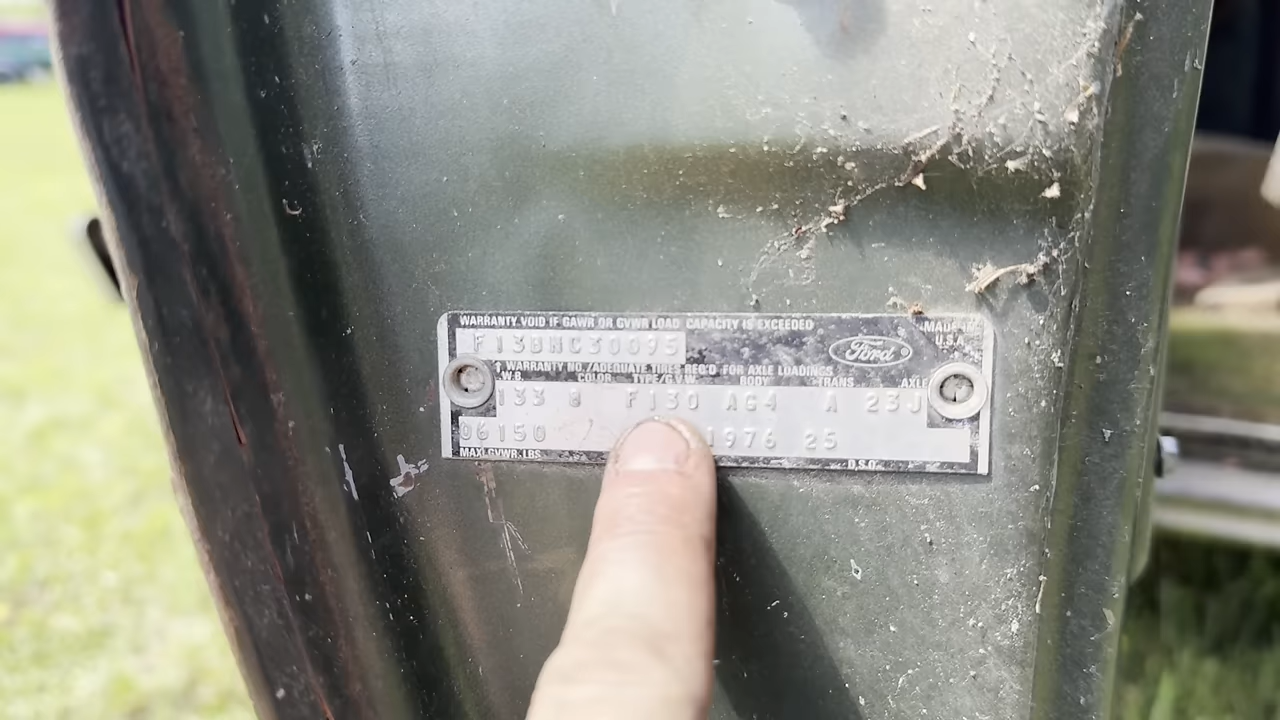 WARRANTY VOID IF GAWR OR GVWR LOAD CAPACITY IS EXCEEDED
MADE IN U.S.A.
F13BNC30095
Ford
↑ WARRANTY NO./ADEQUATE TIRES REQ'D FOR AXLE LOADINGS
W.B. COLOR TYPE/G.V.W. BODY TRANS AXLE
133 8 F130 AG4 A 23J
06150 1976 25
MAX. GVWR. LBS D.S.O.